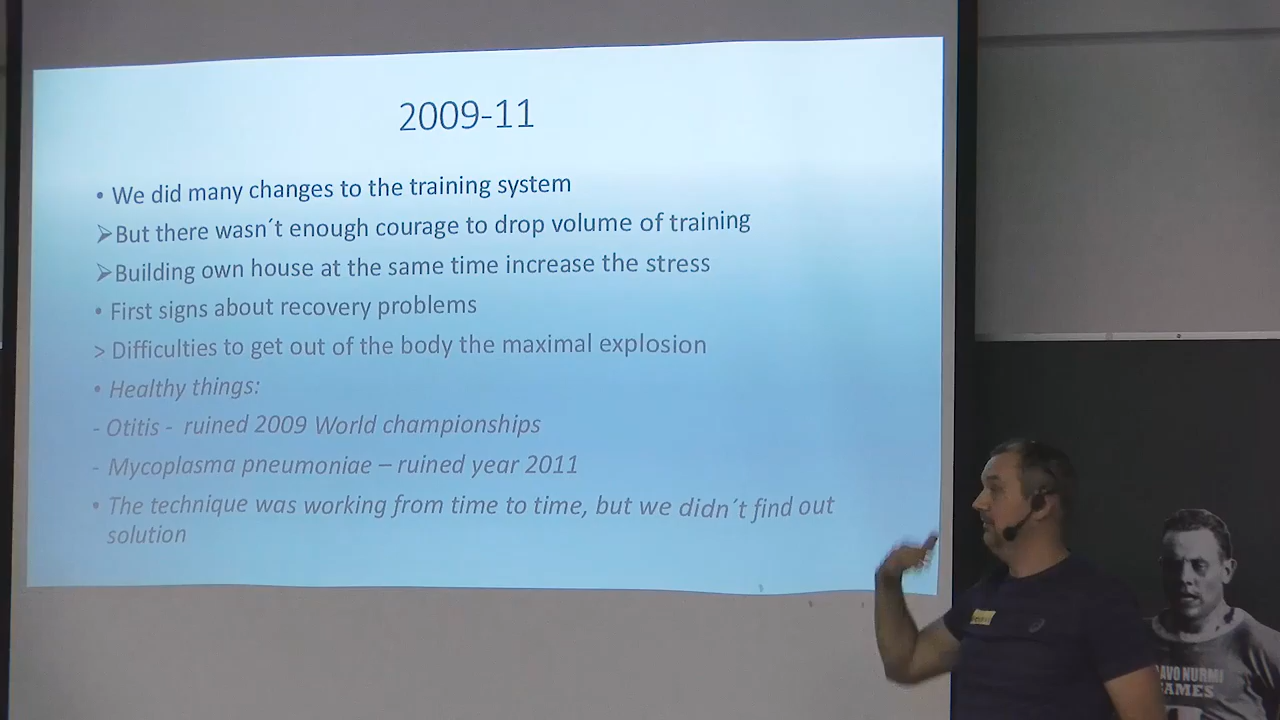 2009-11
• We did many changes to the training system
➢But there wasn´t enough courage to drop volume of training
➢Building own house at the same time increase the stress
• First signs about recovery problems
> Difficulties to get out of the body the maximal explosion
• Healthy things:
- Otitis - ruined 2009 World championships
- Mycoplasma pneumoniae – ruined year 2011
• The technique was working from time to time, but we didn´t find out
solution
AVO NURMI
GAMES